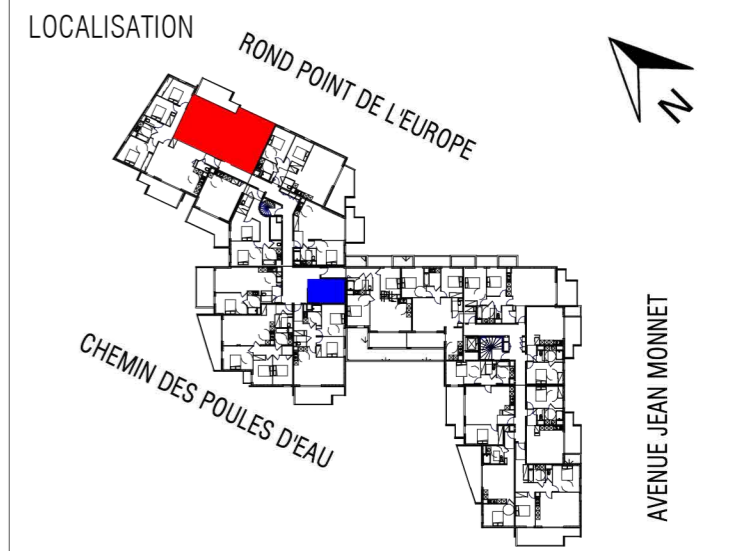 LOCALISATION
ROND POINT DE L'EUROPE
N
CHEMIN DES POULES D'EAU
AVENUE JEAN MONNET